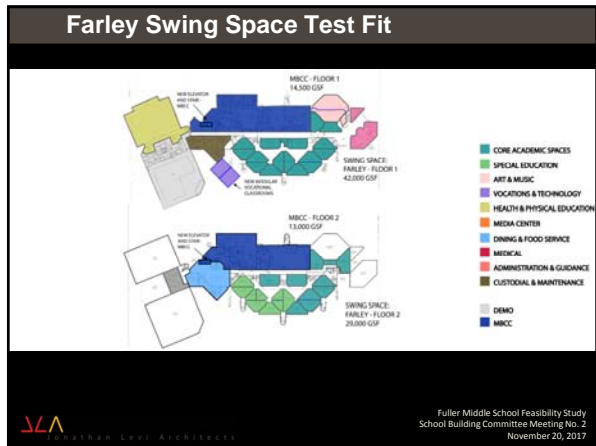 Farley Swing Space Test Fit
MBCC - FLOOR 1
14,500 GSF
NEW ELEVATOR
AND STAIR -
MBCC
SWING SPACE:
FARLEY - FLOOR 1
42,000 GSF
NEW MODULAR
VOCATIONAL
CLASSROOMS
MBCC - FLOOR 2
13,000 GSF
NEW ELEVATOR
AND STAIR -
MBCC
SWING SPACE:
FARLEY - FLOOR 2
29,000 GSF
CORE ACADEMIC SPACES
SPECIAL EDUCATION
ART & MUSIC
VOCATIONS & TECHNOLOGY
HEALTH & PHYSICAL EDUCATION
MEDIA CENTER
DINING & FOOD SERVICE
MEDICAL
ADMINISTRATION & GUIDANCE
CUSTODIAL & MAINTENANCE
DEMO
MBCC
Jonathan Levi Architects
Fuller Middle School Feasibility Study
School Building Committee Meeting No. 2
November 20, 2017